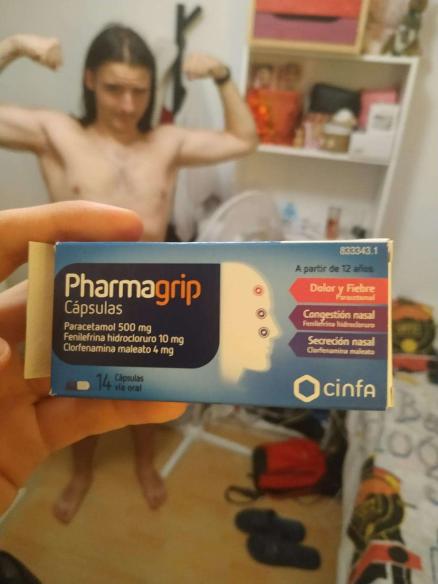 833343.1
A partir de 12 años
Pharmagrip
Cápsulas
Paracetamol 500 mg
Fenilefrina hidrocloruro 10 mg
Clorfenamina maleato 4 mg
14 Cápsulas
vía oral
Dolor y Fiebre
Paracetamol
Congestión nasal
Fenilefrina hidrocloruro
Secreción nasal
Clorfenamina maleato
cinfa